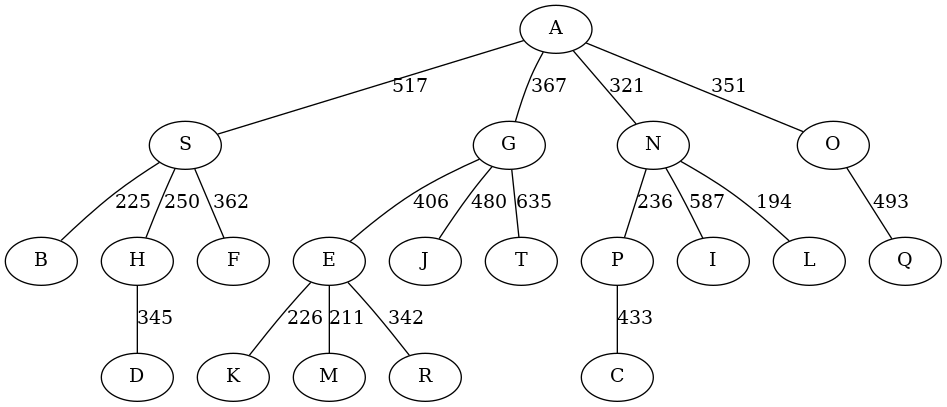 A
517 367 321 351
S G N O
225 250 362 406 480 635 236 587 194 493
B H F E J T P I L Q
345 226 211 342 433
D K M R C